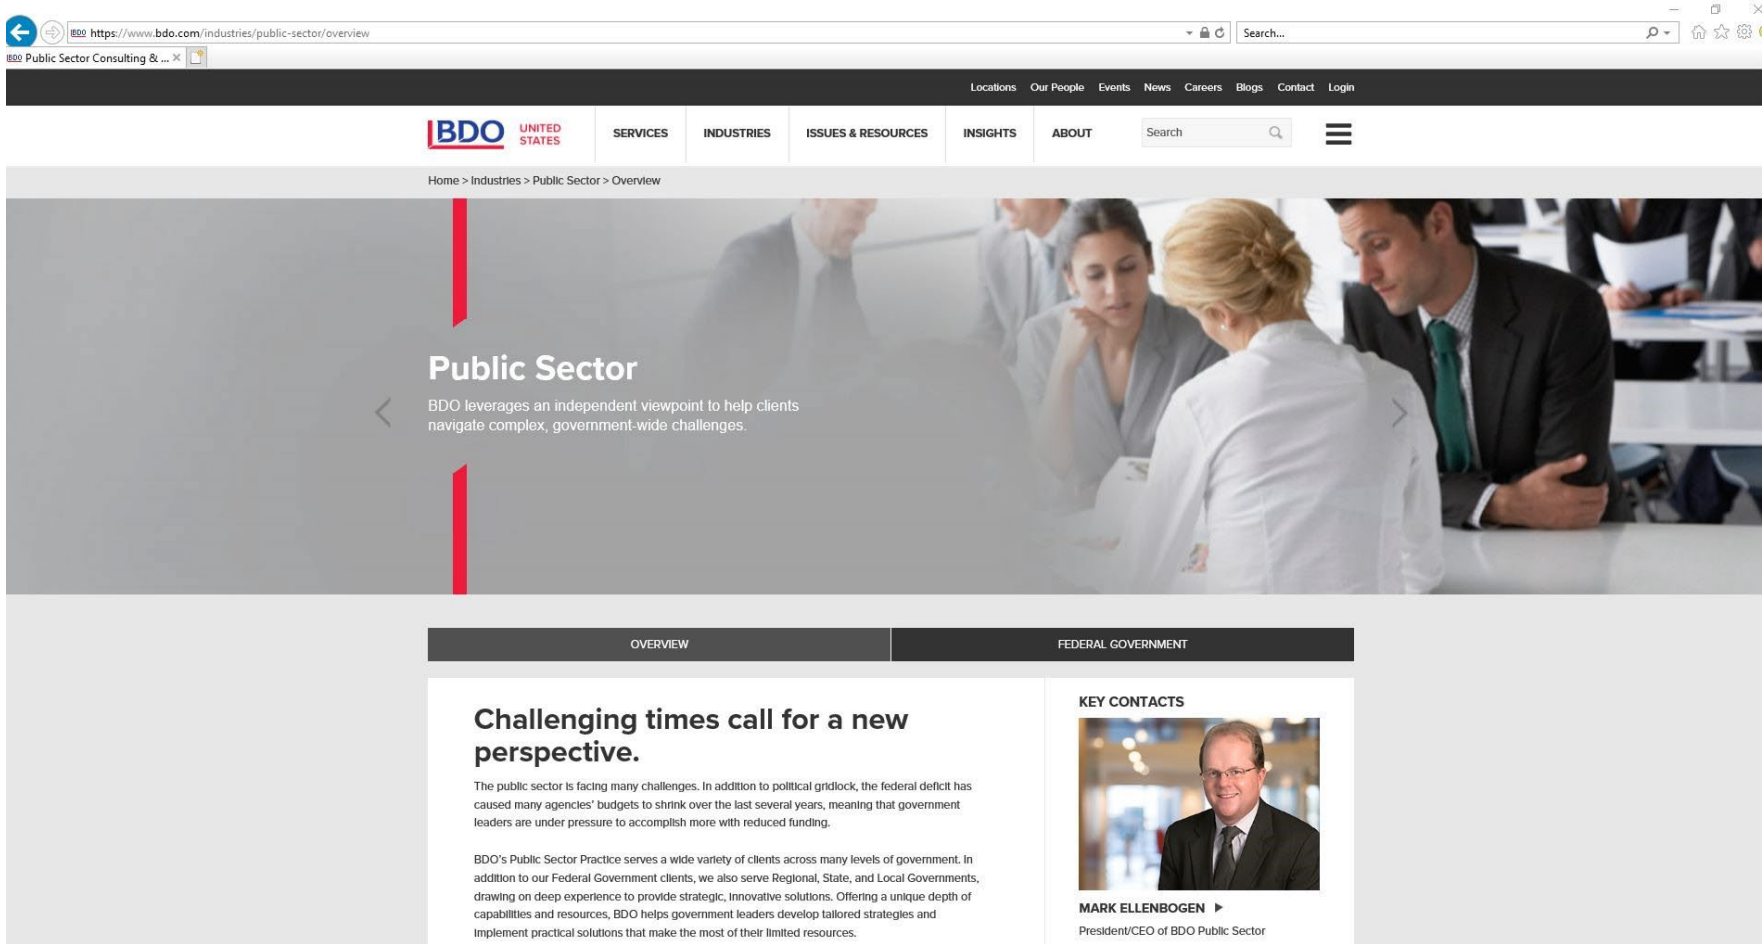 https://www.bdo.com/industries/public-sector/overview
Search...
BDO Public Sector Consulting & ...
Locations Our People Events News Careers Blogs Contact Login
BDO UNITED STATES
SERVICES INDUSTRIES ISSUES & RESOURCES INSIGHTS ABOUT Search
Home > Industries > Public Sector > Overview
Public Sector
BDO leverages an independent viewpoint to help clients
navigate complex, government-wide challenges.
OVERVIEW FEDERAL GOVERNMENT
Challenging times call for a new
perspective.
The public sector is facing many challenges. In addition to political gridlock, the federal deficit has
caused many agencies' budgets to shrink over the last several years, meaning that government
leaders are under pressure to accomplish more with reduced funding.
BDO's Public Sector Practice serves a wide variety of clients across many levels of government. In
addition to our Federal Government clients, we also serve Regional, State, and Local Governments,
drawing on deep experience to provide strategic, innovative solutions. Offering a unique depth of
capabilities and resources, BDO helps government leaders develop tailored strategies and
implement practical solutions that make the most of their limited resources.
KEY CONTACTS
MARK ELLENBOGEN
President/CEO of BDO Public Sector